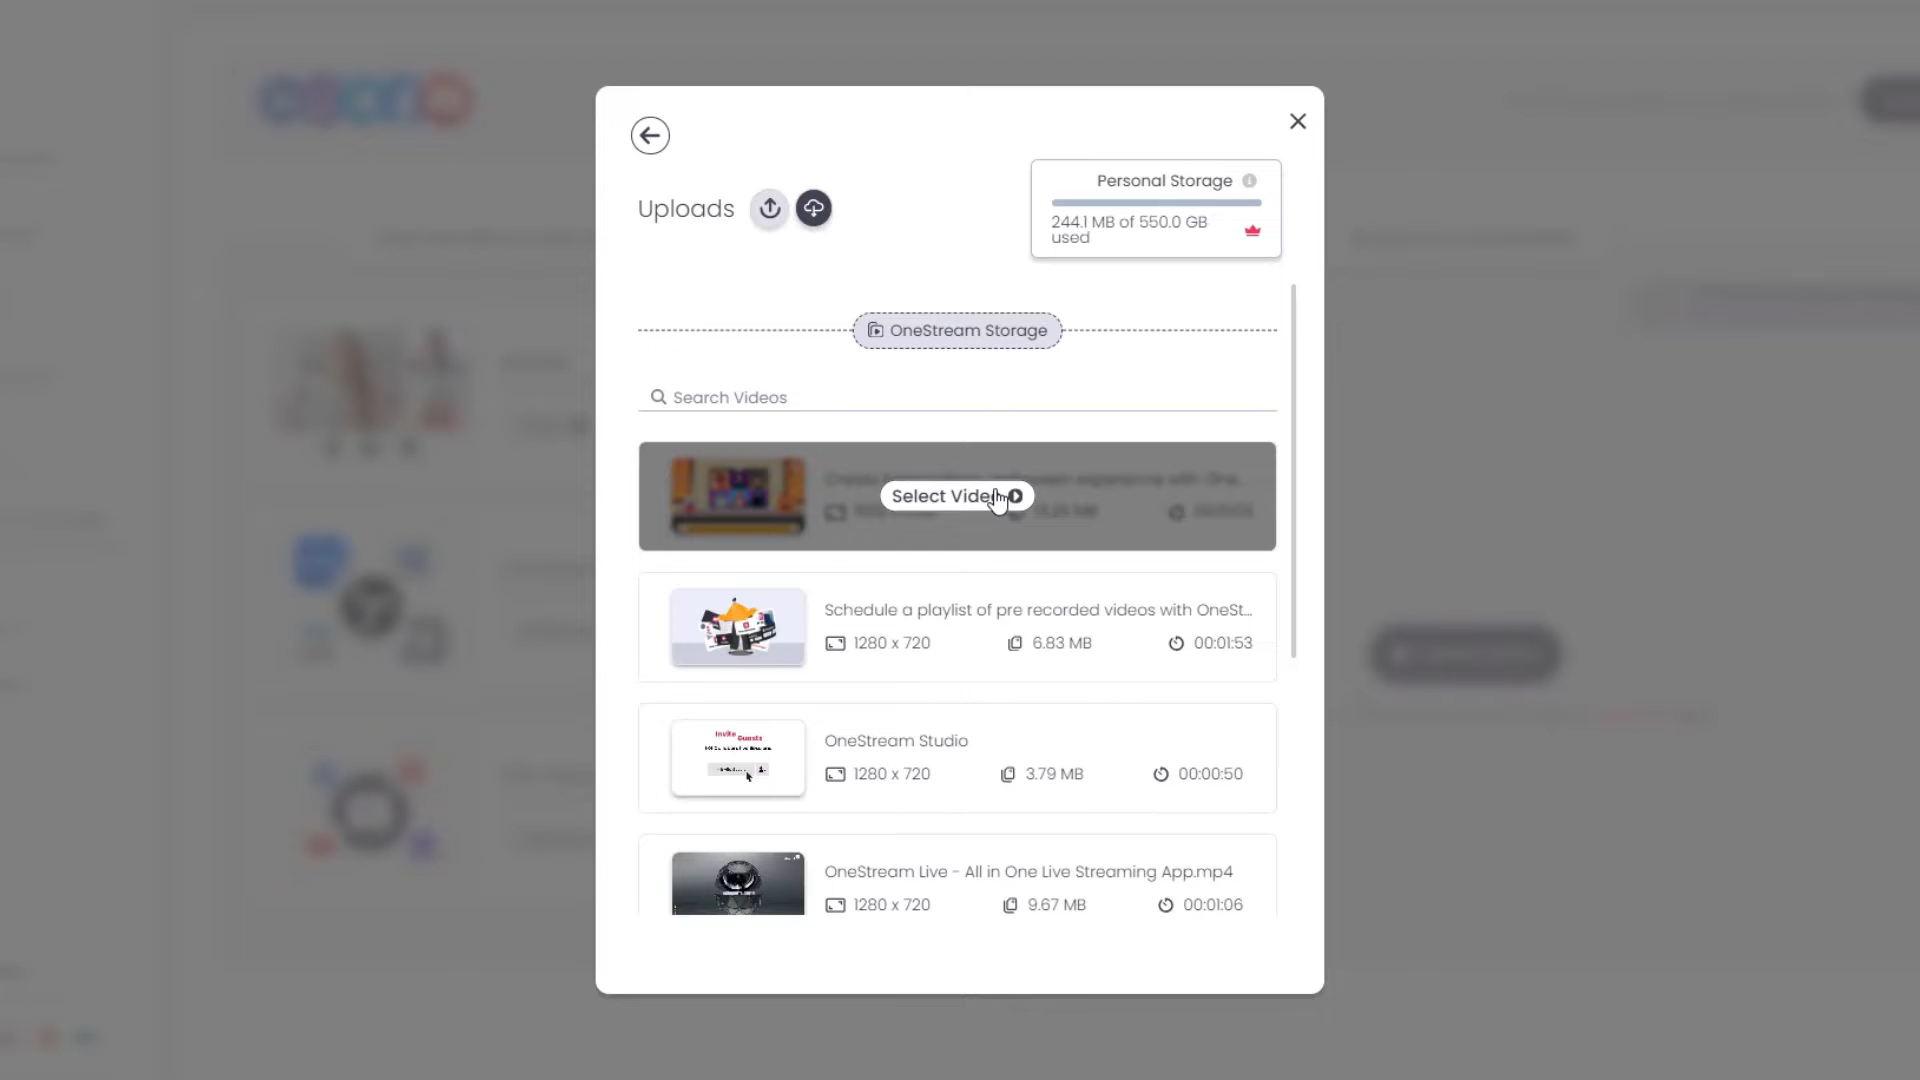 Personal Storage
Uploads
244.1 MB of 550.0 GB
used
OneStream Storage
Search Videos
Select Video
Schedule a playlist of pre recorded videos with OneSt...
1280 x 720 6.83 MB 00:01:53
Invite Guests
OneStream Studio
1280 x 720 3.79 MB 00:00:50
OneStream Live - All in One Live Streaming App.mp4
1280 x 720 9.67 MB 00:01:06